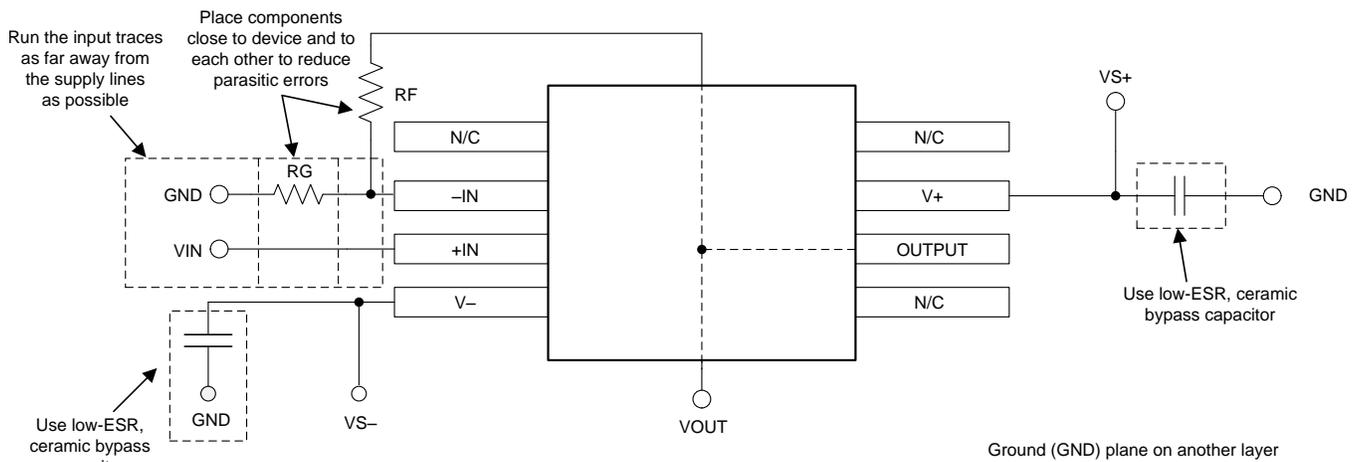 Run the input traces
as far away from
the supply lines
as possible
Place components
close to device and to
each other to reduce
parasitic errors
RF
VS+
N/C
N/C
RG
GND
–IN
V+
GND
VIN
+IN
OUTPUT
V–
N/C
Use low-ESR, ceramic
bypass capacitor
GND
VS–
VOUT
Use low-ESR,
ceramic bypass
Ground (GND) plane on another layer